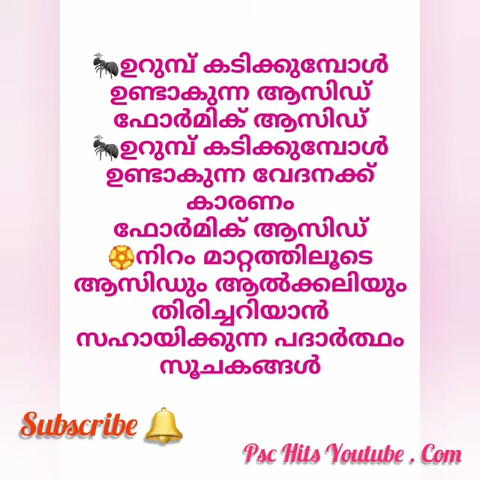 🐜ഉറുമ്പ് കടിക്കുമ്പോൾ
ഉണ്ടാകുന്ന ആസിഡ്
ഫോർമിക് ആസിഡ്
🐜ഉറുമ്പ് കടിക്കുമ്പോൾ
ഉണ്ടാകുന്ന വേദനക്ക്
കാരണം
ഫോർമിക് ആസിഡ്
🏵️നിറം മാറ്റത്തിലൂടെ
ആസിഡും ആൽക്കലിയും
തിരിച്ചറിയാൻ
സഹായിക്കുന്ന പദാർത്ഥം
സൂചകങ്ങൾ
Subscribe 🔔
Psc Hits Youtube . Com